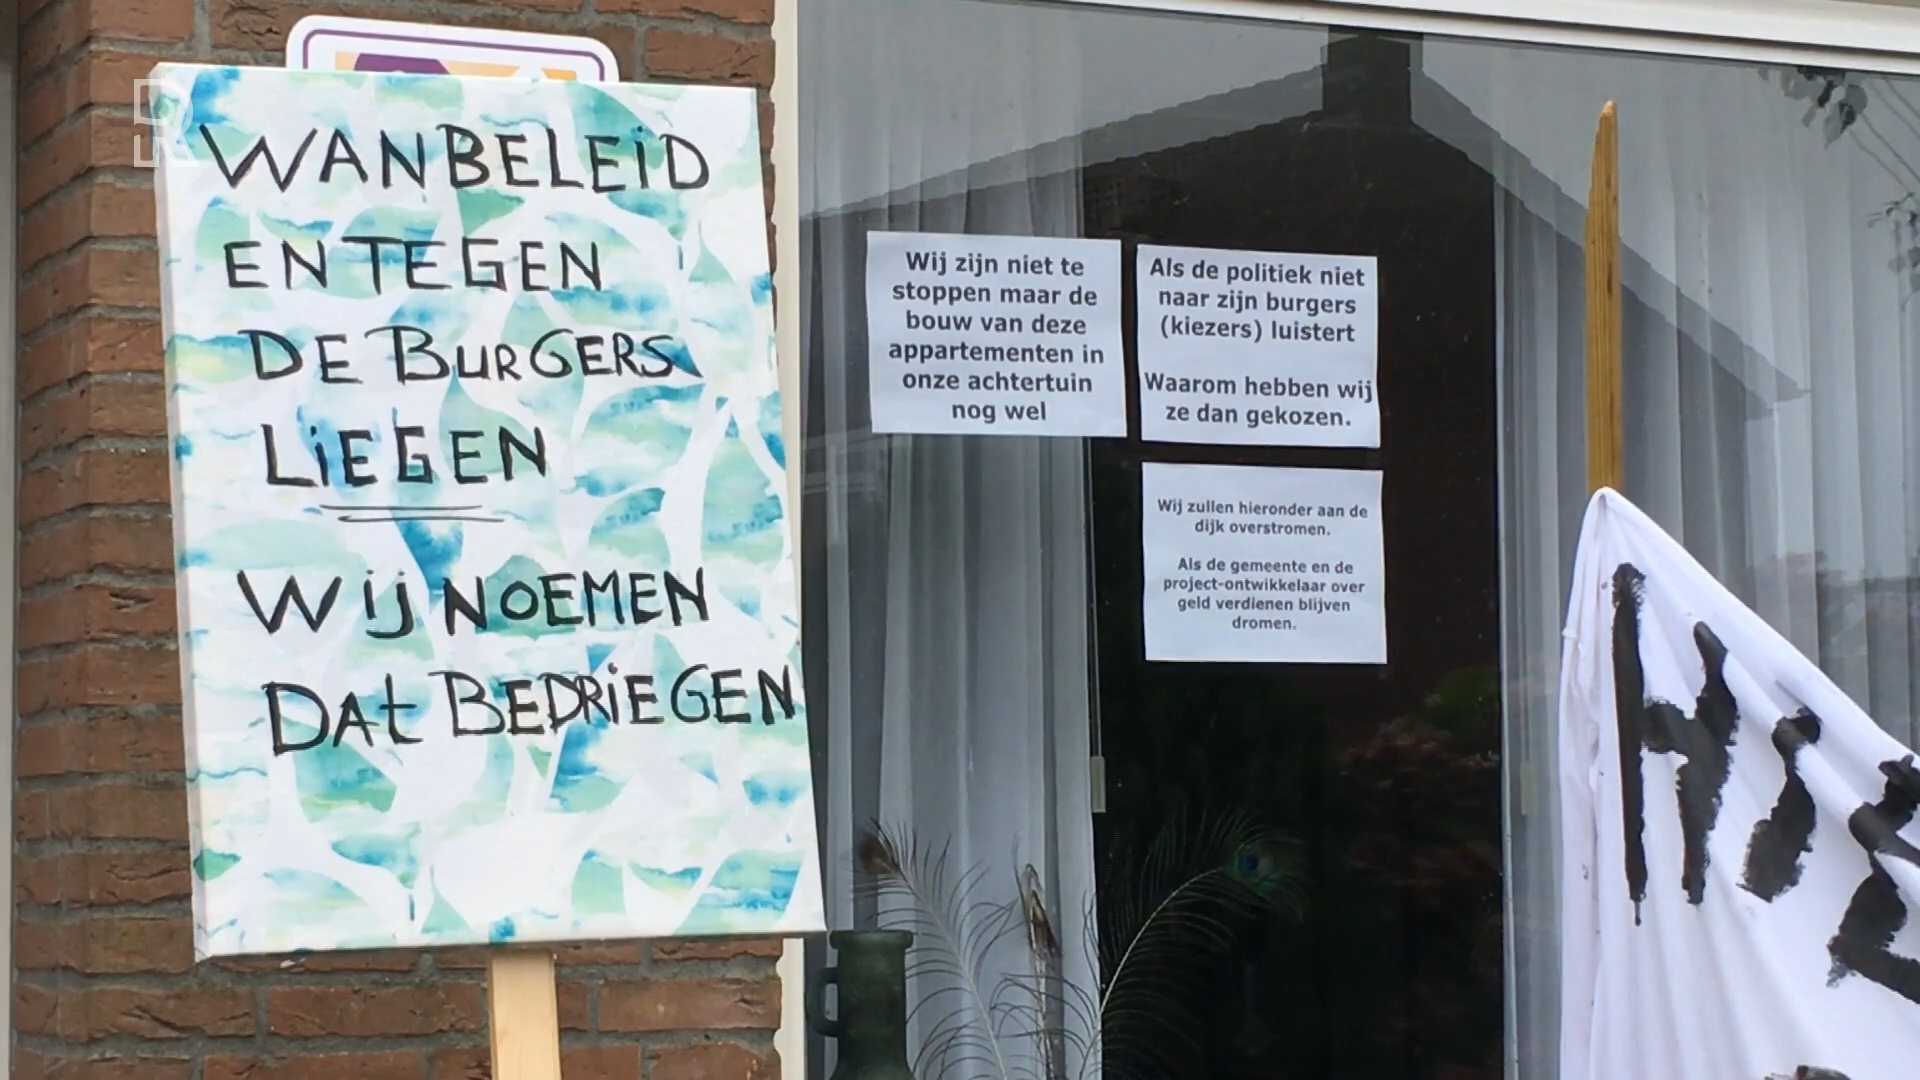 WANBELEID
EN TEGEN
DE BURGERS
LIEGEN
WIJ NOEMEN
DAT BEDRIEGEN
Wij zijn niet te
stoppen maar de
bouw van deze
appartementen in
onze achtertuin
nog wel
Als de politiek niet
naar zijn burgers
(kiezers) luistert
Waarom hebben wij
ze dan gekozen.
Wij zullen hieronder aan de
dijk overstromen.
Als de gemeente en de
project-ontwikkelaar over
geld verdienen blijven
dromen.